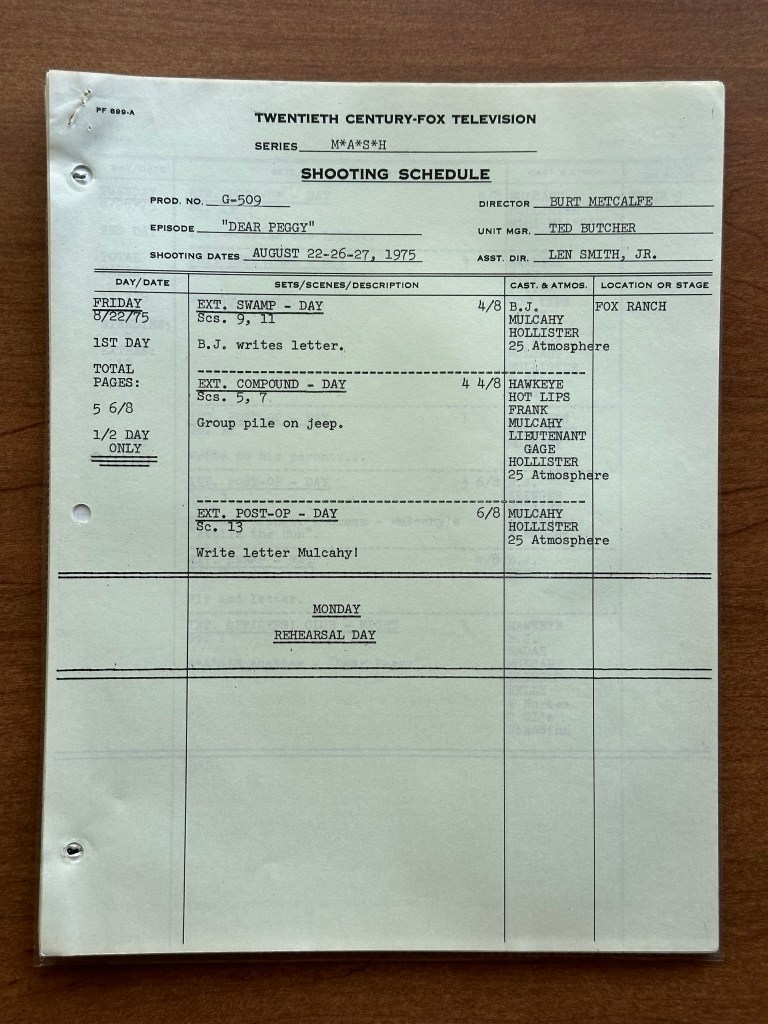 PF 899-A
TWENTIETH CENTURY-FOX TELEVISION
SERIES M*A*S*H
SHOOTING SCHEDULE
PROD. NO. G-509 DIRECTOR BURT METCALFE
EPISODE "DEAR PEGGY" UNIT MGR. TED BUTCHER
SHOOTING DATES AUGUST 22-26-27, 1975 ASST. DIR. LEN SMITH, JR.
DAY/DATE SETS/SCENES/DESCRIPTION CAST. & ATMOS. LOCATION OR STAGE
FRIDAY EXT. SWAMP - DAY 4/8 B.J. FOX RANCH
8/22/75 Scs. 9, 11 MULCAHY
HOLLISTER
1ST DAY B.J. writes letter. 25 Atmosphere
TOTAL
PAGES: EXT. COMPOUND - DAY 4 4/8 HAWKEYE
Scs. 5, 7 HOT LIPS
5 6/8 FRANK
Group pile on jeep. MULCAHY
1/2 DAY LIEUTENANT
ONLY GAGE
HOLLISTER
25 Atmosphere
EXT. POST-OP - DAY 6/8 MULCAHY
Sc. 13 HOLLISTER
25 Atmosphere
Write letter Mulcahy!
MONDAY
REHEARSAL DAY